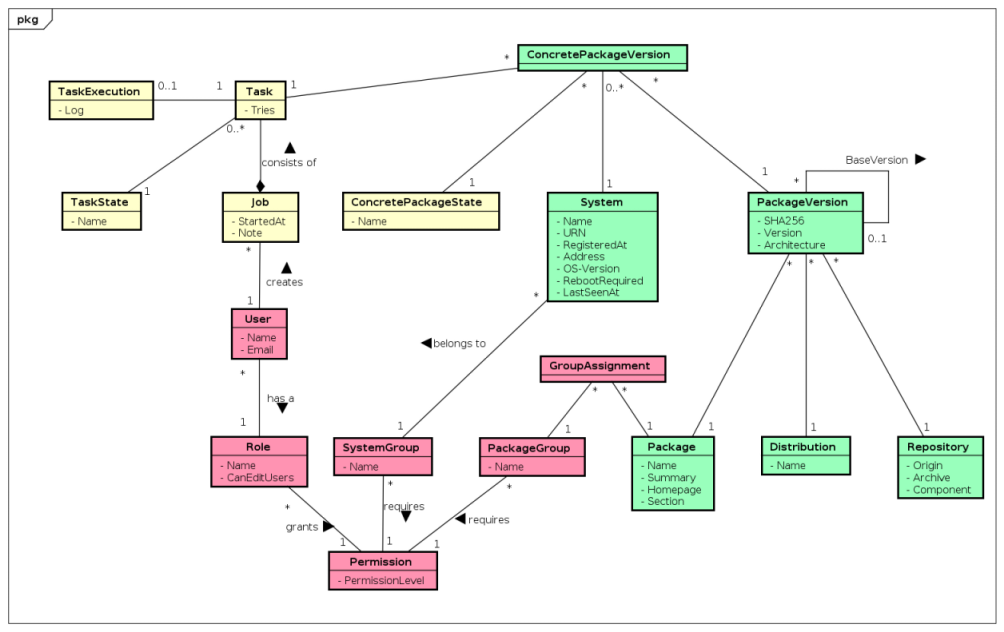 pkg
ConcretePackageVersion
*
1
TaskExecution
- Log
0..1
1
Task
- Tries
*
0..*
*
0..*
consists of
BaseVersion
1
1
1
1
*
TaskState
- Name
Job
- StartedAt
- Note
ConcretePackageState
- Name
System
- Name
- URN
- RegisteredAt
- Address
- OS-Version
- RebootRequired
- LastSeenAt
PackageVersion
- SHA256
- Version
- Architecture
0..1
*
creates
1
*
*
*
*
User
- Name
- Email
belongs to
GroupAssignment
*
*
*
has a
1
1
1
1
1
1
1
Role
- Name
- CanEditUsers
SystemGroup
- Name
PackageGroup
- Name
Package
- Name
- Summary
- Homepage
- Section
Distribution
- Name
Repository
- Origin
- Archive
- Component
*
*
*
grants
requires
requires
1
1
1
Permission
- PermissionLevel